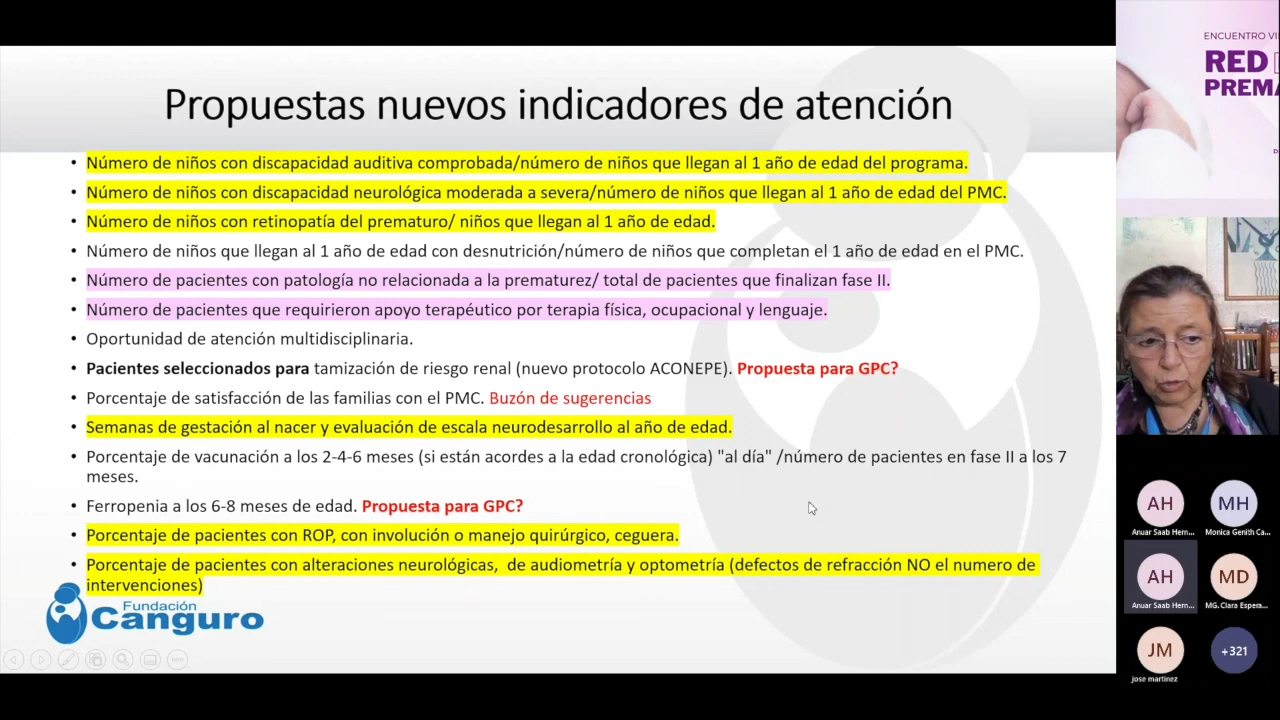 Propuestas nuevos indicadores de atención
• Número de niños con discapacidad auditiva comprobada/número de niños que llegan al 1 año de edad del programa.
• Número de niños con discapacidad neurológica moderada a severa/número de niños que llegan al 1 año de edad del PMC.
• Número de niños con retinopatía del prematuro/ niños que llegan al 1 año de edad.
• Número de niños que llegan al 1 año de edad con desnutrición/número de niños que completan el 1 año de edad en el PMC.
• Número de pacientes con patología no relacionada a la prematurez/ total de pacientes que finalizan fase II.
• Número de pacientes que requirieron apoyo terapéutico por terapia física, ocupacional y lenguaje.
• Oportunidad de atención multidisciplinaria.
• Pacientes seleccionados para tamización de riesgo renal (nuevo protocolo ACONEPE). Propuesta para GPC?
• Porcentaje de satisfacción de las familias con el PMC. Buzón de sugerencias
• Semanas de gestación al nacer y evaluación de escala neurodesarrollo al año de edad.
• Porcentaje de vacunación a los 2-4-6 meses (si están acordes a la edad cronológica) "al día" /número de pacientes en fase II a los 7
meses.
• Ferropenia a los 6-8 meses de edad. Propuesta para GPC?
• Porcentaje de pacientes con ROP, con involución o manejo quirúrgico, ceguera.
• Porcentaje de pacientes con alteraciones neurológicas, de audiometría y optometría (defectos de refracción NO el numero de
intervenciones)
Fundación
Canguro
ENCUENTRO VI
RED
PREMA
AH
Anuar Saab Hern...
MH
Monica Genith Ca...
AH
Anuar Saab Hern...
MD
MG. Clara Espera...
JM
jose martinez
+321